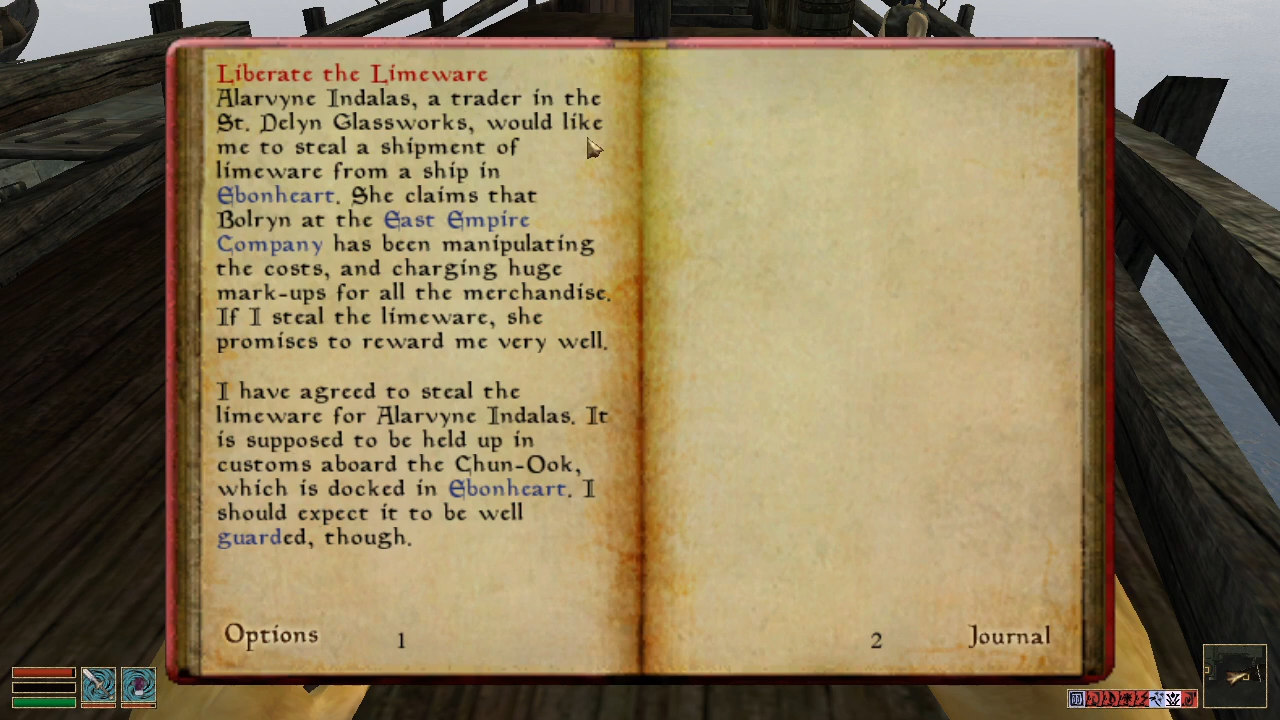 Liberate the Limeware
Alarvyne Indalas, a trader in the
St. Delyn Glassworks, would like
me to steal a shipment of
limeware from a ship in
Ebonheart. She claims that
Bolryn at the East Empire
Company has been manipulating
the costs, and charging huge
mark-ups for all the merchandise.
If I steal the limeware, she
promises to reward me very well.
I have agreed to steal the
limeware for Alarvyne Indalas. It
is supposed to be held up in
customs aboard the Chun-Ook,
which is docked in Ebonheart. I
should expect it to be well
guarded, though.
Options 1 2 Journal